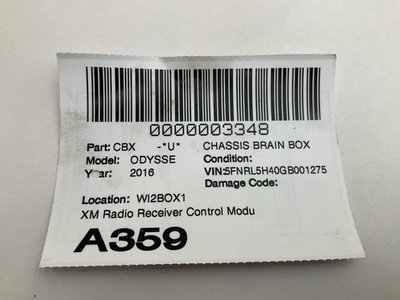 0000003348
Part: CBX -*U* CHASSIS BRAIN BOX
Model: ODYSSE Condition:
Year: 2016 VIN:5FNRL5H40GB001275
Damage Code:
Location: WI2BOX1
XM Radio Receiver Control Modu
A359